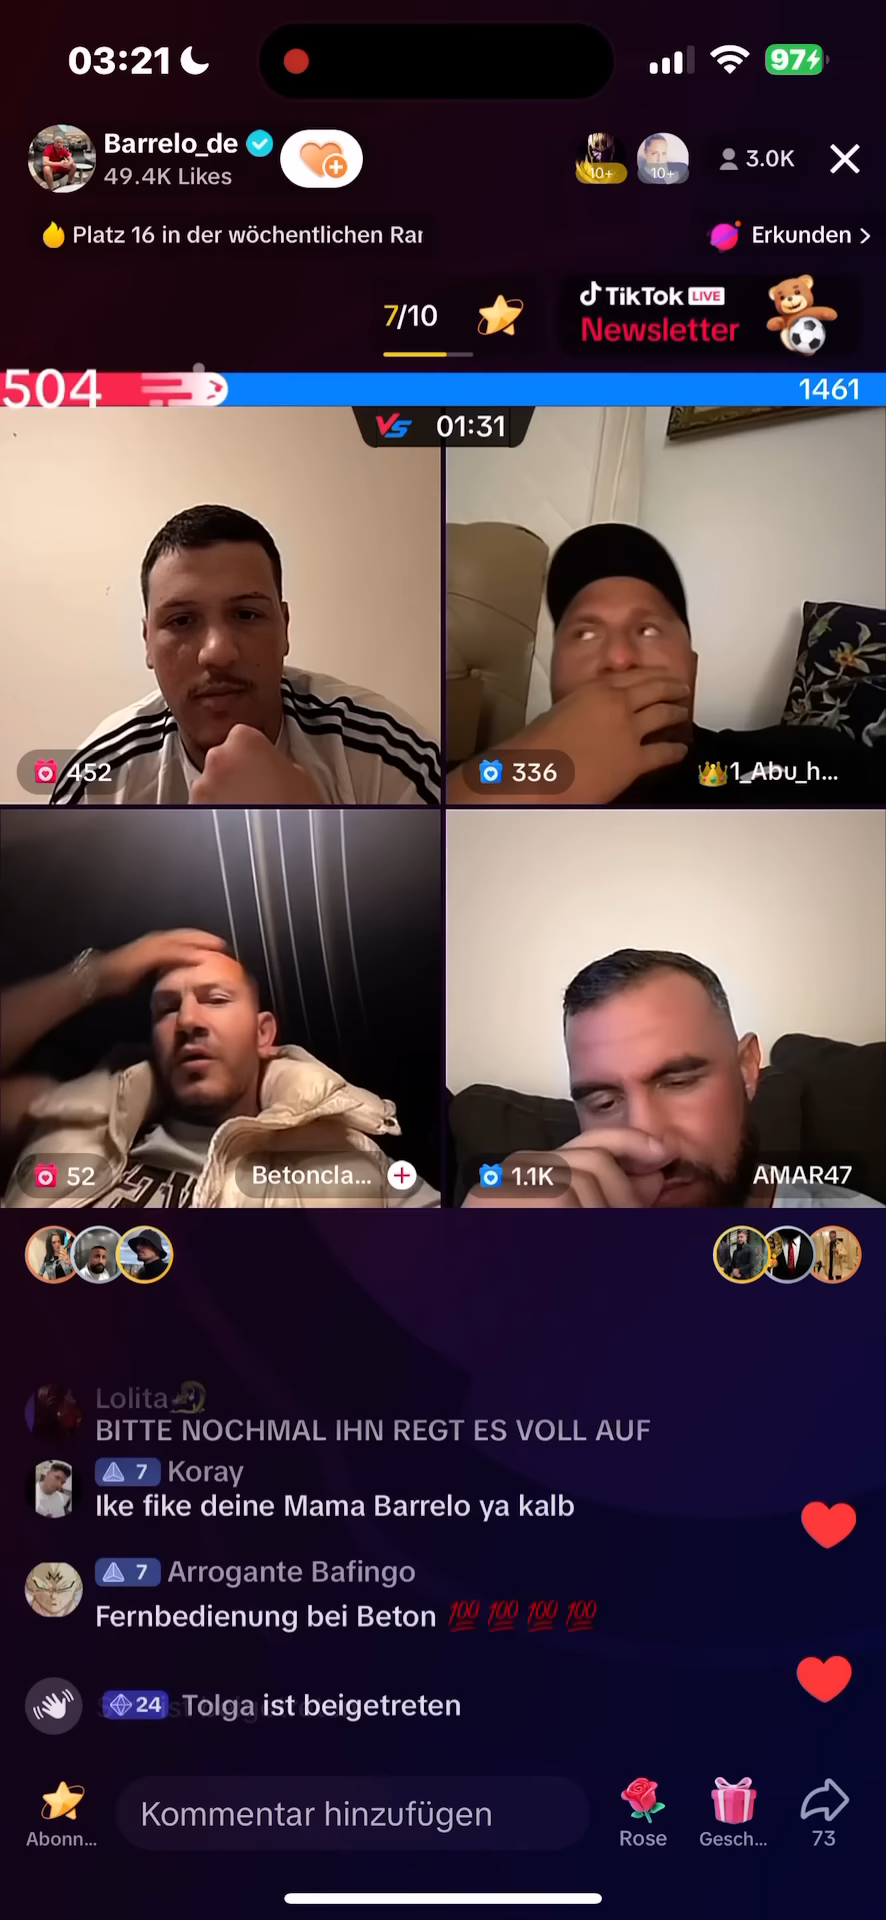 03:21
97
Barrelo_de
49.4K Likes
10+
10+
3.0K
Platz 16 in der wöchentlichen Rar
Erkunden >
7/10
TikTok LIVE
Newsletter
504
1461
VS 01:31
452
336
1_Abu_h...
52
Betoncla...
1.1K
AMAR47
Lolita
BITTE NOCHMAL IHN REGT ES VOLL AUF
7 Koray
Ike fike deine Mama Barrelo ya kalb
7 Arrogante Bafingo
Fernbedienung bei Beton 💯 💯 💯 💯
24 Tolga ist beigetreten
Kommentar hinzufügen
Abonn...
Rose
Gesch...
73